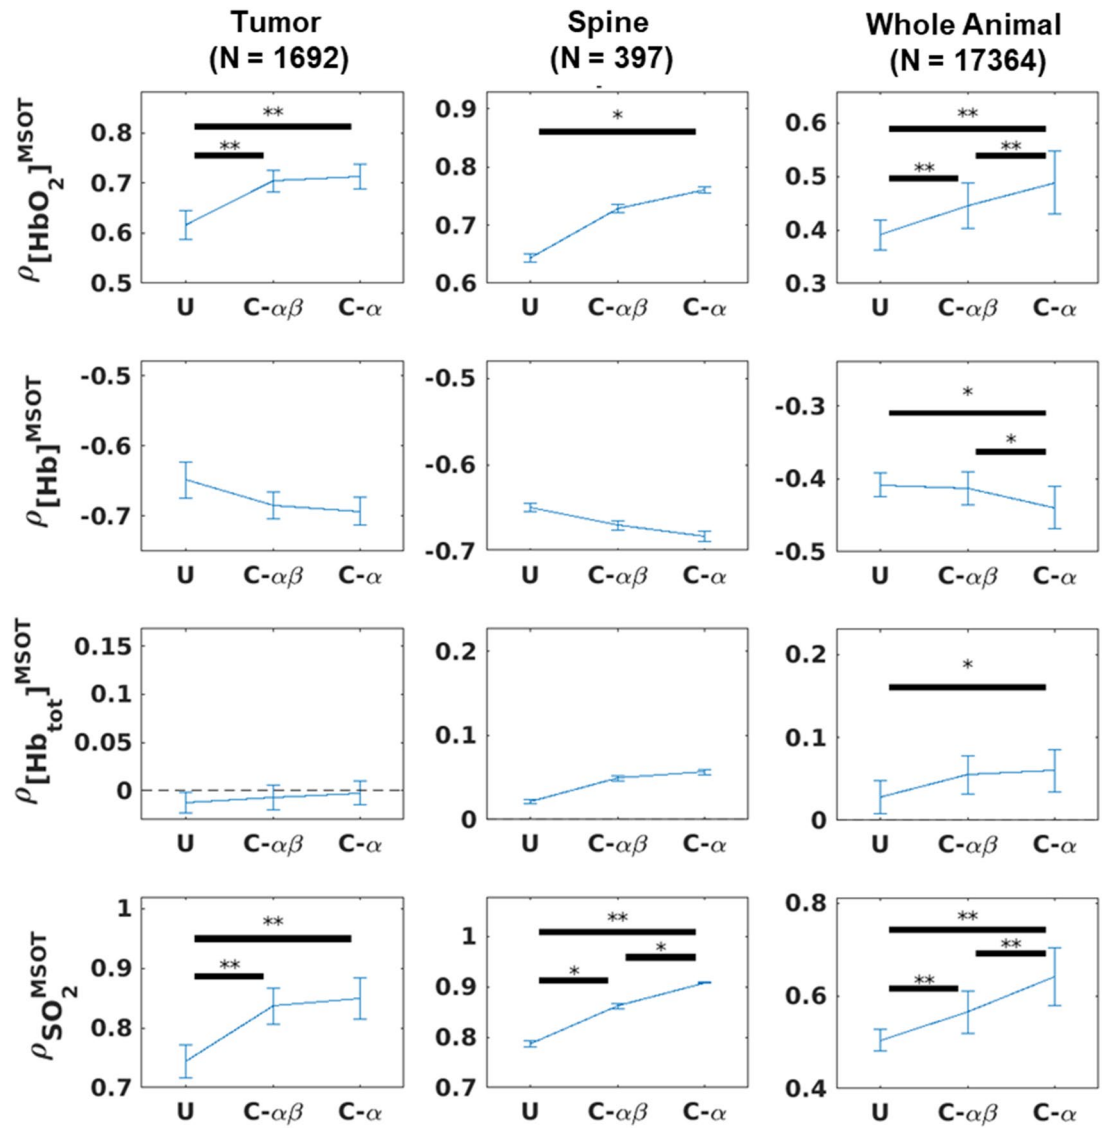 Tumor
(N = 1692)
Spine
(N = 397)
Whole Animal
(N = 17364)
ρ[HbO2]MSOT
0.8
0.7
0.6
0.5
**
**
U C-αβ C-α
0.9
0.8
0.7
0.6
*
U C-αβ C-α
0.6
0.5
0.4
0.3
**
**
**
U C-αβ C-α
ρ[Hb]MSOT
-0.5
-0.6
-0.7
U C-αβ C-α
-0.5
-0.6
-0.7
U C-αβ C-α
-0.3
-0.4
-0.5
*
*
U C-αβ C-α
ρ[Hbtot]MSOT
0.15
0.1
0.05
0
U C-αβ C-α
0.2
0.1
0
U C-αβ C-α
0.2
0.1
0
*
U C-αβ C-α
ρSO2MSOT
1
0.9
0.8
0.7
**
**
U C-αβ C-α
1
0.9
0.8
0.7
**
*
*
U C-αβ C-α
0.8
0.6
0.4
**
**
**
U C-αβ C-α